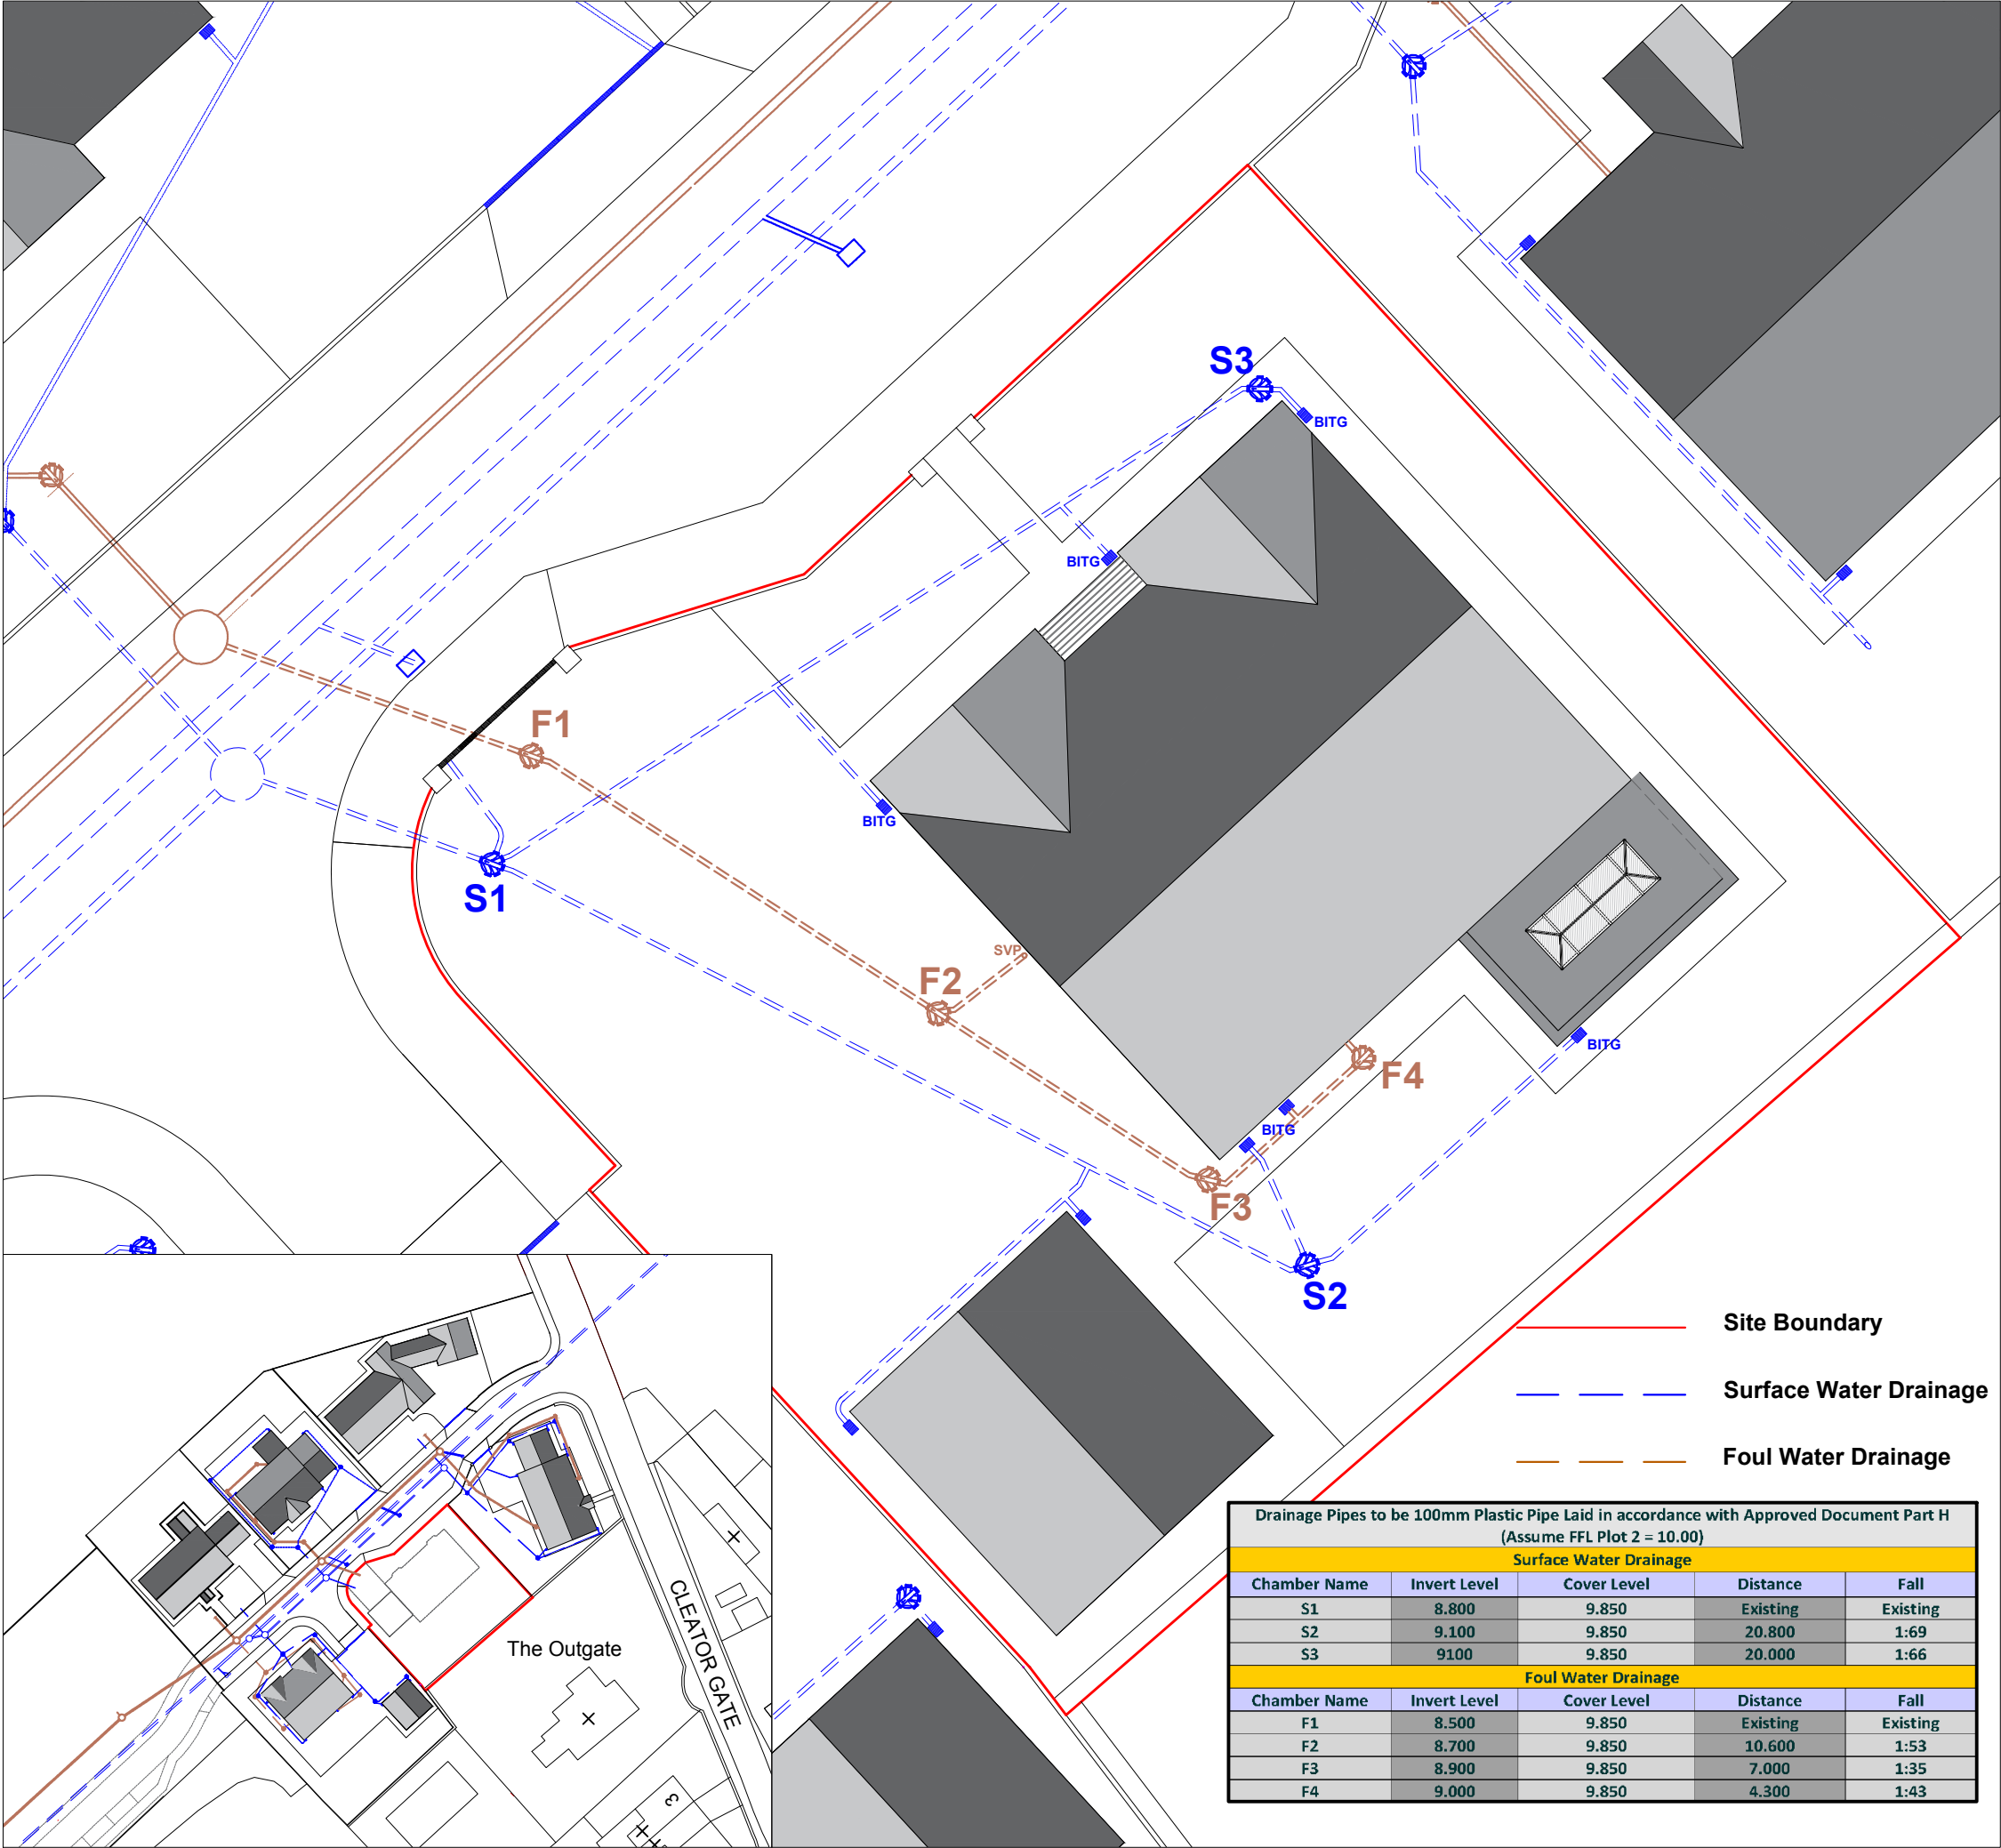 S3
BITG
BITG
F1
BITG
S1
SVP
F2
BITG
F4
BITG
F3
S2
Site Boundary
Surface Water Drainage
Foul Water Drainage
The Outgate
CLEATOR GATE
3
Drainage Pipes to be 100mm Plastic Pipe Laid in accordance with Approved Document Part H
(Assume FFL Plot 2 = 10.00)
Surface Water Drainage
Chamber Name Invert Level Cover Level Distance Fall
S1 8.800 9.850 Existing Existing
S2 9.100 9.850 20.800 1:69
S3 9100 9.850 20.000 1:66
Foul Water Drainage
Chamber Name Invert Level Cover Level Distance Fall
F1 8.500 9.850 Existing Existing
F2 8.700 9.850 10.600 1:53
F3 8.900 9.850 7.000 1:35
F4 9.000 9.850 4.300 1:43